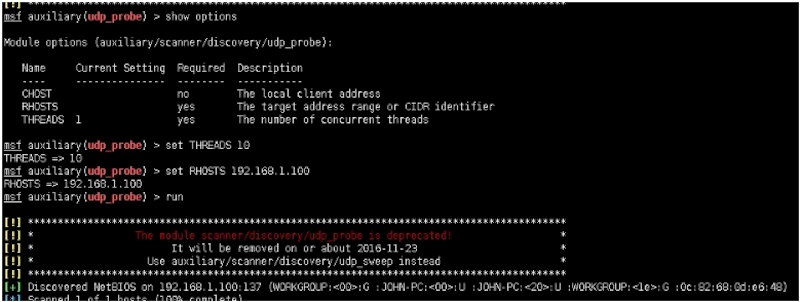 [!] ******************************************************************************
msf auxiliary(udp_probe) > show options
Module options (auxiliary/scanner/discovery/udp_probe):
Name Current Setting Required Description
---- --------------- -------- -----------
CHOST no The local client address
RHOSTS yes The target address range or CIDR identifier
THREADS 1 yes The number of concurrent threads
msf auxiliary(udp_probe) > set THREADS 10
THREADS => 10
msf auxiliary(udp_probe) > set RHOSTS 192.168.1.100
RHOSTS => 192.168.1.100
msf auxiliary(udp_probe) > run
[!] ******************************************************************************
[!] * The module scanner/discovery/udp_probe is deprecated! *
[!] * It will be removed on or about 2016-11-23 *
[!] * Use auxiliary/scanner/discovery/udp_sweep instead *
[!] ******************************************************************************
[+] Discovered NetBIOS on 192.168.1.100:137 (WORKGROUP:<00>:G :JOHN-PC:<00>:U :JOHN-PC:<20>:U :WORKGROUP:<1e>:G :0c:82:68:0d:e6:48)
[*] Scanned 1 of 1 hosts (100% complete)